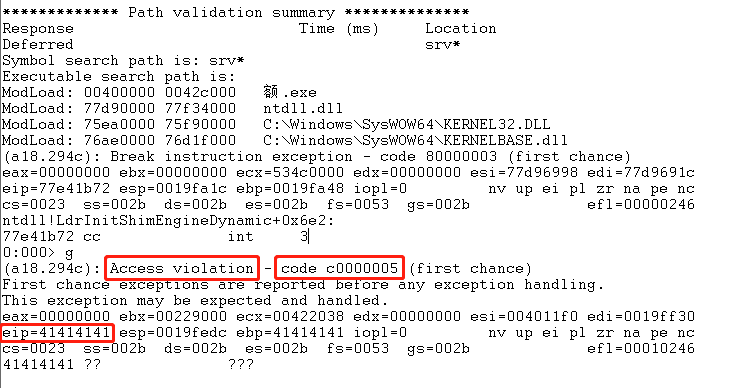 ************* Path validation summary **************
Response Time (ms) Location
Deferred srv*
Symbol search path is: srv*
Executable search path is:
ModLoad: 00400000 0042c000 额.exe
ModLoad: 77d90000 77f34000 ntdll.dll
ModLoad: 75ea0000 75f90000 C:\Windows\SysWOW64\KERNEL32.DLL
ModLoad: 76ae0000 76d1f000 C:\Windows\SysWOW64\KERNELBASE.dll
(a18.294c): Break instruction exception - code 80000003 (first chance)
eax=00000000 ebx=00000000 ecx=534c0000 edx=00000000 esi=77d96998 edi=77d9691c
eip=77e41b72 esp=0019fa1c ebp=0019fa48 iopl=0 nv up ei pl zr na pe nc
cs=0023 ss=002b ds=002b es=002b fs=0053 gs=002b efl=00000246
ntdll!LdrInitShimEngineDynamic+0x6e2:
77e41b72 cc int 3
0:000> g
(a18.294c): Access violation - code c0000005 (first chance)
First chance exceptions are reported before any exception handling.
This exception may be expected and handled.
eax=00000000 ebx=00229000 ecx=00422038 edx=00000000 esi=004011f0 edi=0019ff30
eip=41414141 esp=0019fedc ebp=41414141 iopl=0 nv up ei pl zr na pe nc
cs=0023 ss=002b ds=002b es=002b fs=0053 gs=002b efl=00010246
41414141 ?? ???